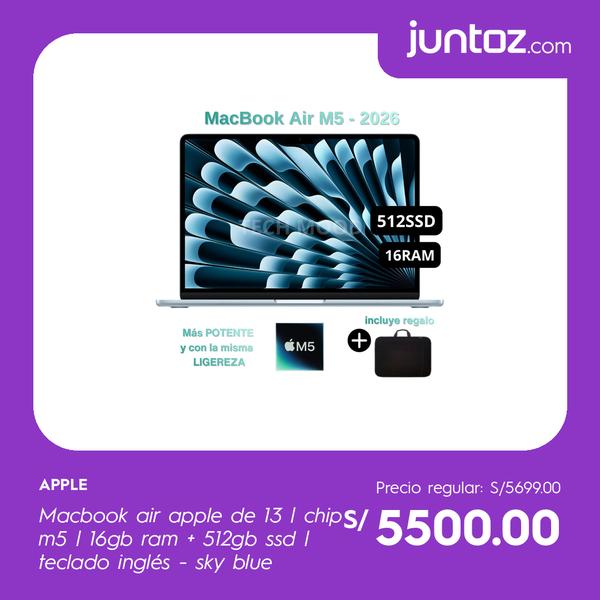 juntoz.com
MacBook Air M5 - 2026
TECH MOOD
512SSD
16RAM
Más POTENTE
y con la misma
LIGEREZA
M5
incluye regalo
APPLE
Precio regular: S/5699.00
Macbook air apple de 13 | chip
m5 | 16gb ram + 512gb ssd |
teclado inglés - sky blue
S/ 5500.00